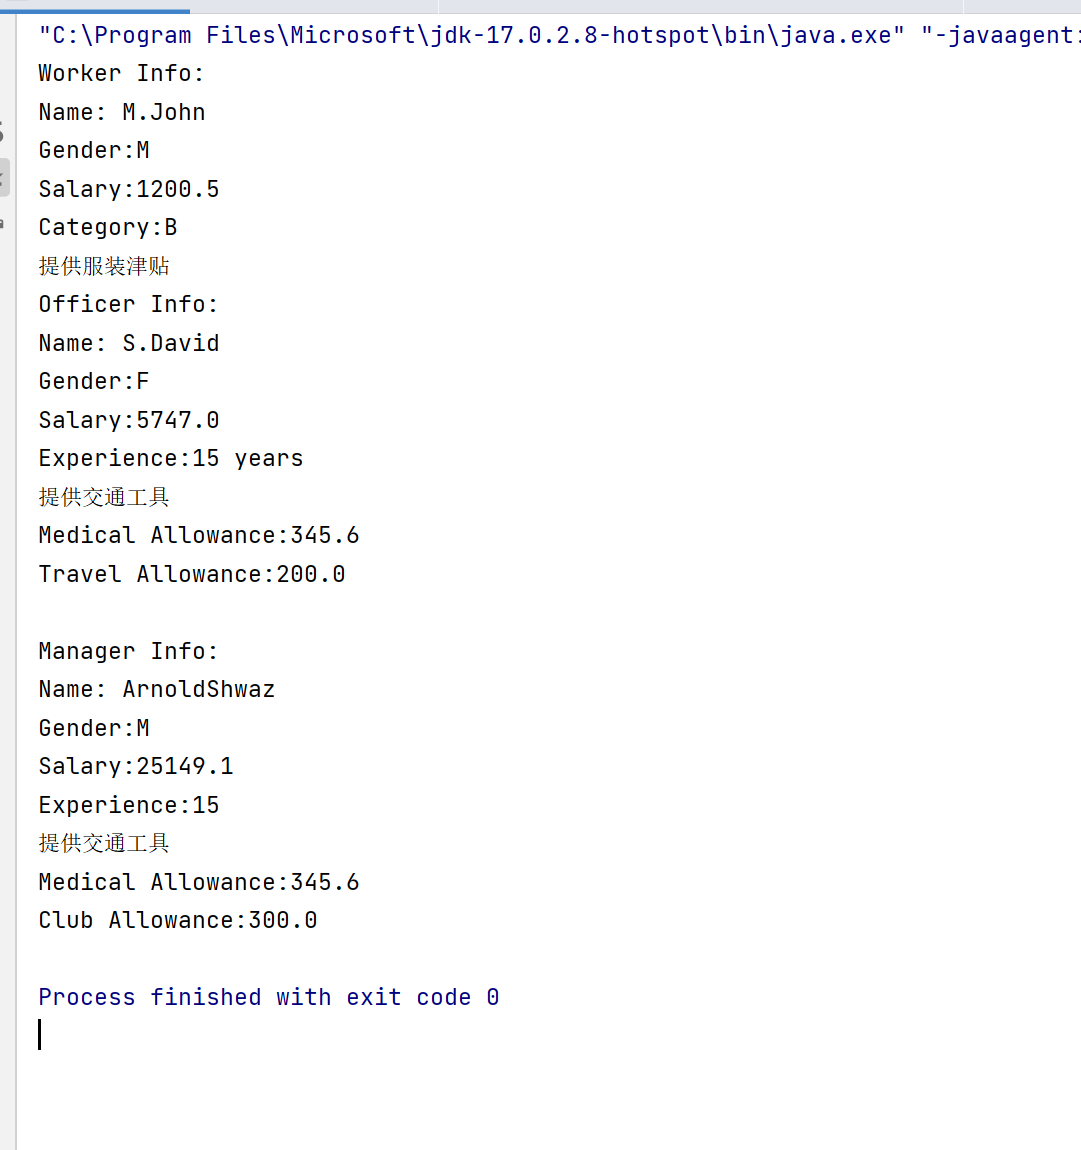 "C:\Program Files\Microsoft\jdk-17.0.2.8-hotspot\bin\java.exe" "-javaagent:
Worker Info:
Name: M.John
Gender:M
Salary:1200.5
Category:B
提供服装津贴
Officer Info:
Name: S.David
Gender:F
Salary:5747.0
Experience:15 years
提供交通工具
Medical Allowance:345.6
Travel Allowance:200.0
Manager Info:
Name: ArnoldShwaz
Gender:M
Salary:25149.1
Experience:15
提供交通工具
Medical Allowance:345.6
Club Allowance:300.0
Process finished with exit code 0